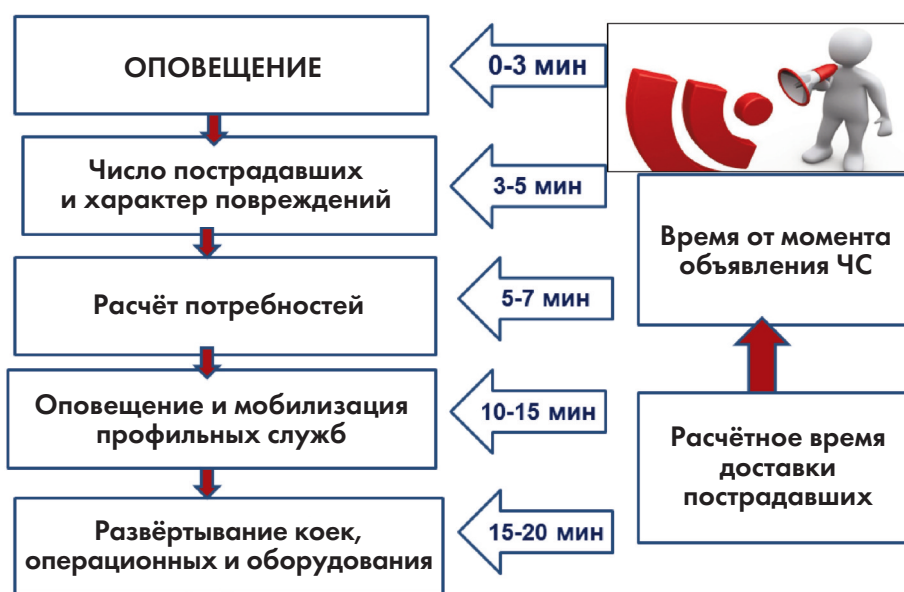 ОПОВЕЩЕНИЕ
0-3 мин
Число пострадавших
и характер повреждений
3-5 мин
Время от момента
объявления ЧС
Расчёт потребностей
5-7 мин
Оповещение и мобилизация
профильных служб
10-15 мин
Расчётное время
доставки
пострадавших
Развёртывание коек,
операционных и оборудования
15-20 мин